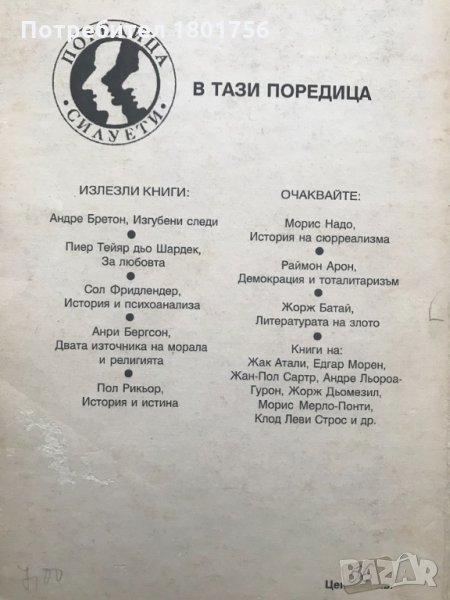 Потребител № 1801756
ПОРЕДИЦА
• СИЛУЕТИ •
В ТАЗИ ПОРЕДИЦА
ИЗЛЕЗЛИ КНИГИ:
Андре Бретон, Изгубени следи
Пиер Тейяр дьо Шардек,
За любовта
Сол Фридлендер,
История и психоанализа
Анри Бергсон,
Двата източника на морала
и религията
Пол Рикьор,
История и истина
ОЧАКВАЙТЕ:
Морис Надо,
История на сюрреализма
Раймон Арон,
Демокрация и тоталитаризъм
Жорж Батай,
Литературата на злото
Книги на:
Жак Атали, Едгар Морен,
Жан-Пол Сартр, Андре Льороа-
Гурон, Жорж Дьомезил,
Морис Мерло-Понти,
Клод Леви Строс и др.
7,00
bazar